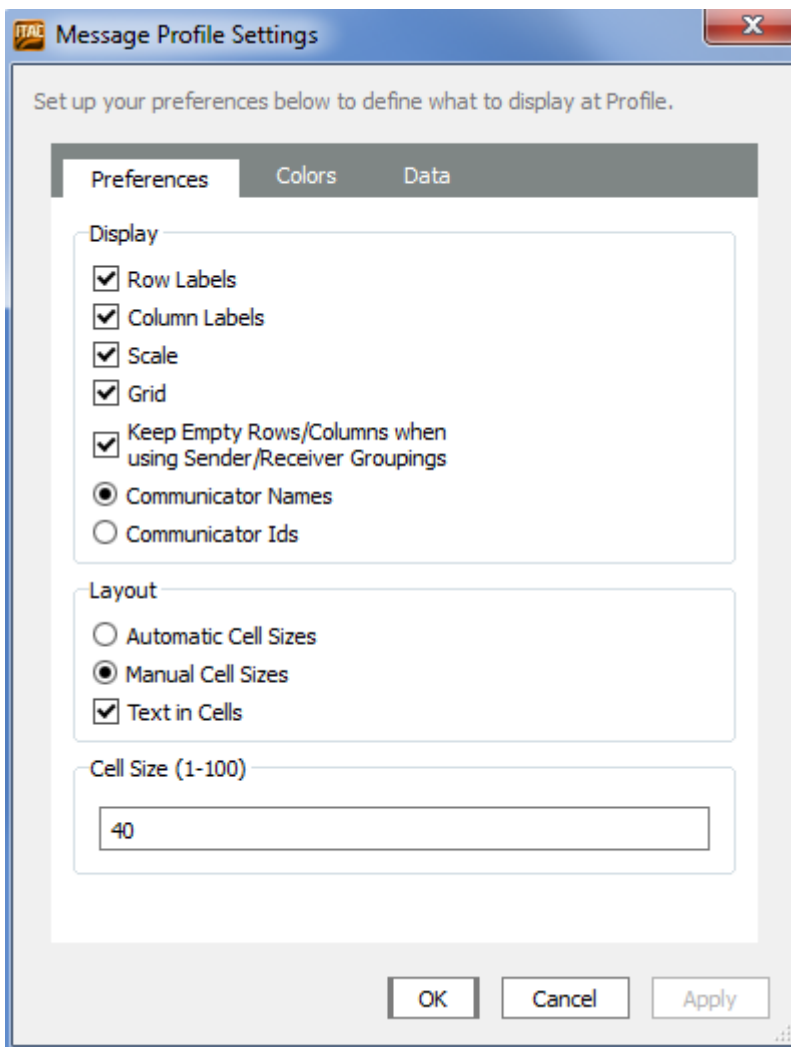 ITAC Message Profile Settings
Set up your preferences below to define what to display at Profile.
Preferences Colors Data
Display
Row Labels
Column Labels
Scale
Grid
Keep Empty Rows/Columns when
using Sender/Receiver Groupings
Communicator Names
Communicator Ids
Layout
Automatic Cell Sizes
Manual Cell Sizes
Text in Cells
Cell Size (1-100)
40
OK Cancel Apply